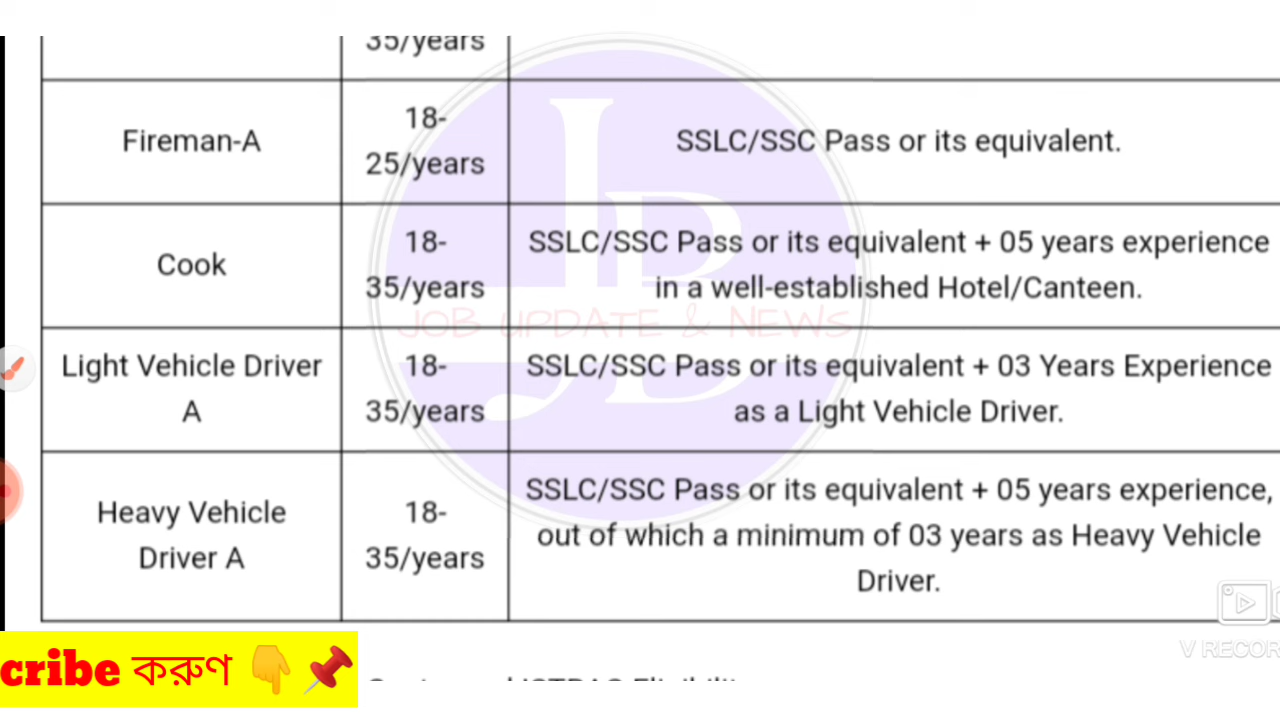 35/years
Fireman-A
18-
25/years
SSLC/SSC Pass or its equivalent.
Cook
18-
35/years
SSLC/SSC Pass or its equivalent + 05 years experience
in a well-established Hotel/Canteen.
JOB UPDATE & NEWS
Light Vehicle Driver
A
18-
35/years
SSLC/SSC Pass or its equivalent + 03 Years Experience
as a Light Vehicle Driver.
Heavy Vehicle
Driver A
18-
35/years
SSLC/SSC Pass or its equivalent + 05 years experience,
out of which a minimum of 03 years as Heavy Vehicle
Driver.
V RECOR
cribe করুণ